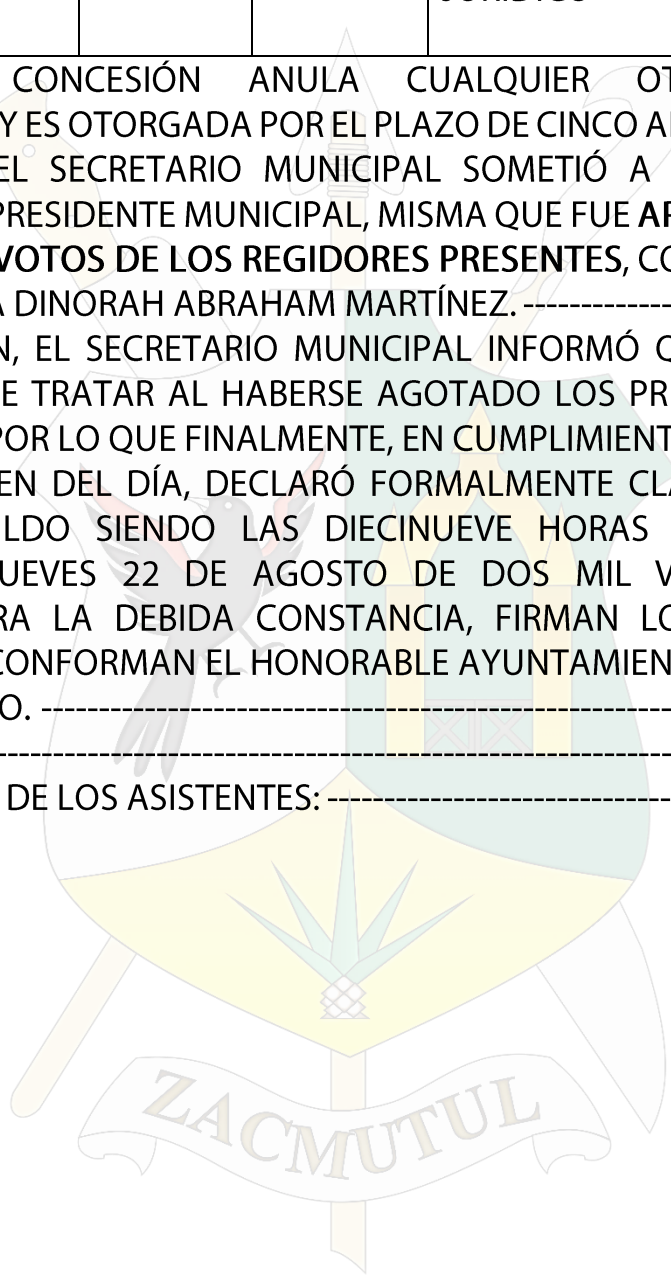 CONCESIÓN ANULA CUALQUIER OT
Y ES OTORGADA POR EL PLAZO DE CINCO A
EL SECRETARIO MUNICIPAL SOMETIÓ A
PRESIDENTE MUNICIPAL, MISMA QUE FUE AP
VOTOS DE LOS REGIDORES PRESENTES, CO
A DINORAH ABRAHAM MARTÍNEZ. -------------
N, EL SECRETARIO MUNICIPAL INFORMÓ Q
E TRATAR AL HABERSE AGOTADO LOS PR
POR LO QUE FINALMENTE, EN CUMPLIMIENT
EN DEL DÍA, DECLARÓ FORMALMENTE CL
ILDO SIENDO LAS DIECINUEVE HORAS
UEVES 22 DE AGOSTO DE DOS MIL V
RA LA DEBIDA CONSTANCIA, FIRMAN LO
CONFORMAN EL HONORABLE AYUNTAMIEN
O. ------------------------------------------------------
----------------------------------------------------------
DE LOS ASISTENTES: ------------------------------
ZACMUTUL